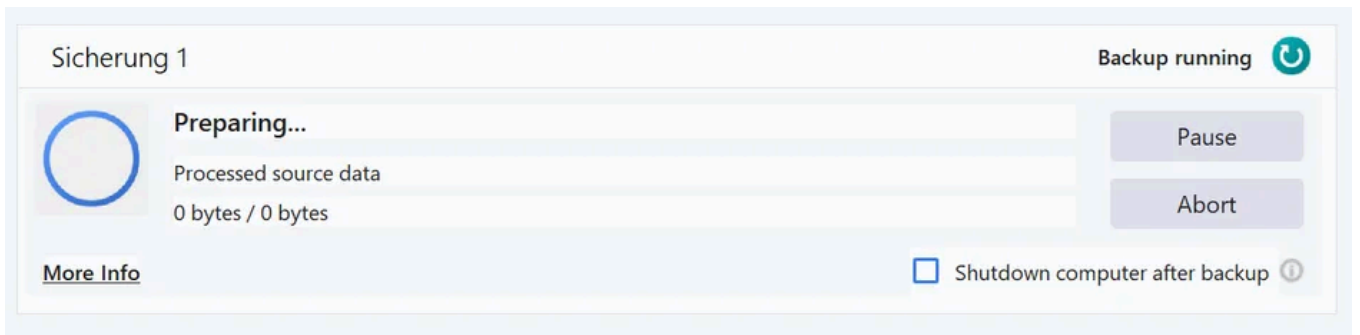 Sicherung 1
Backup running
Preparing...
Pause
Processed source data
0 bytes / 0 bytes
Abort
More Info
Shutdown computer after backup